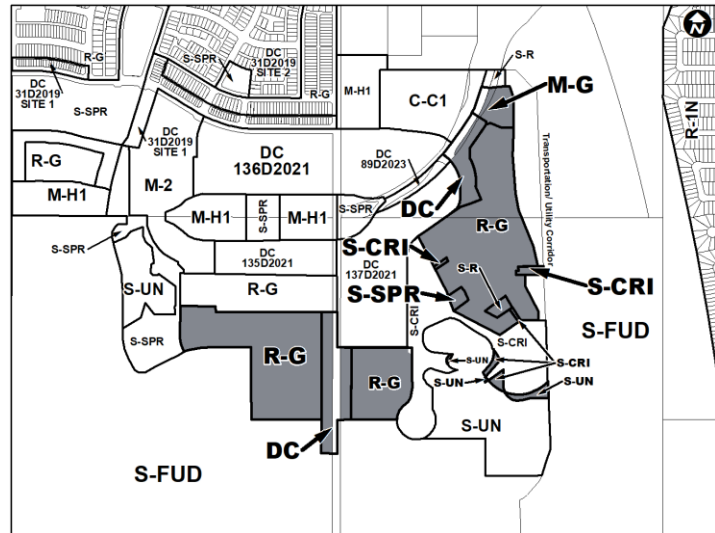 N
R-G
S-SPR
DC
31D2019
SITE 2
S-R
DC
31D2019
SITE 1
S-SPR
R-G
M-H1
C-C1
M-G
R-1N
DC
31D2019
SITE 1
DC
136D2021
DC
89D2023
Transportation/ Utility Corridor
R-G
M-2
M-H1
M-H1
S-SPR
M-H1
S-SPR
DC
R-G
S-SPR
S-CRI
DC
135D2021
DC
137D2021
S-R
S-CRI
S-UN
R-G
S-SPR
S-CRI
S-FUD
S-SPR
S-CRI
R-G
R-G
S-UN
S-CRI
S-UN
S-UN
S-UN
DC
S-FUD